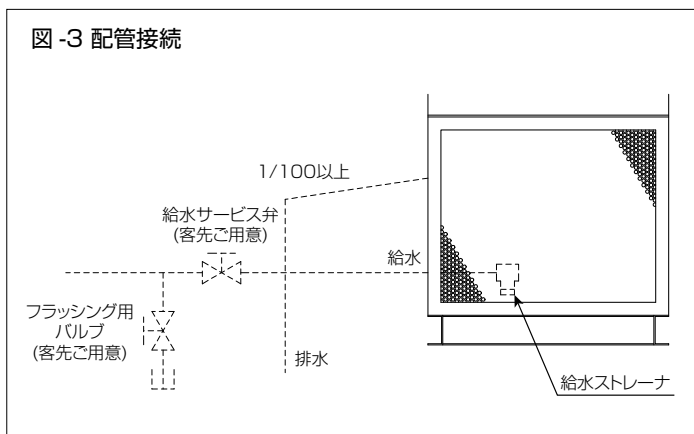 図-3 配管接続
1/100以上
給水サービス弁
(客先ご用意)
給水
フラッシング用
バルブ
(客先ご用意)
排水
給水ストレーナ